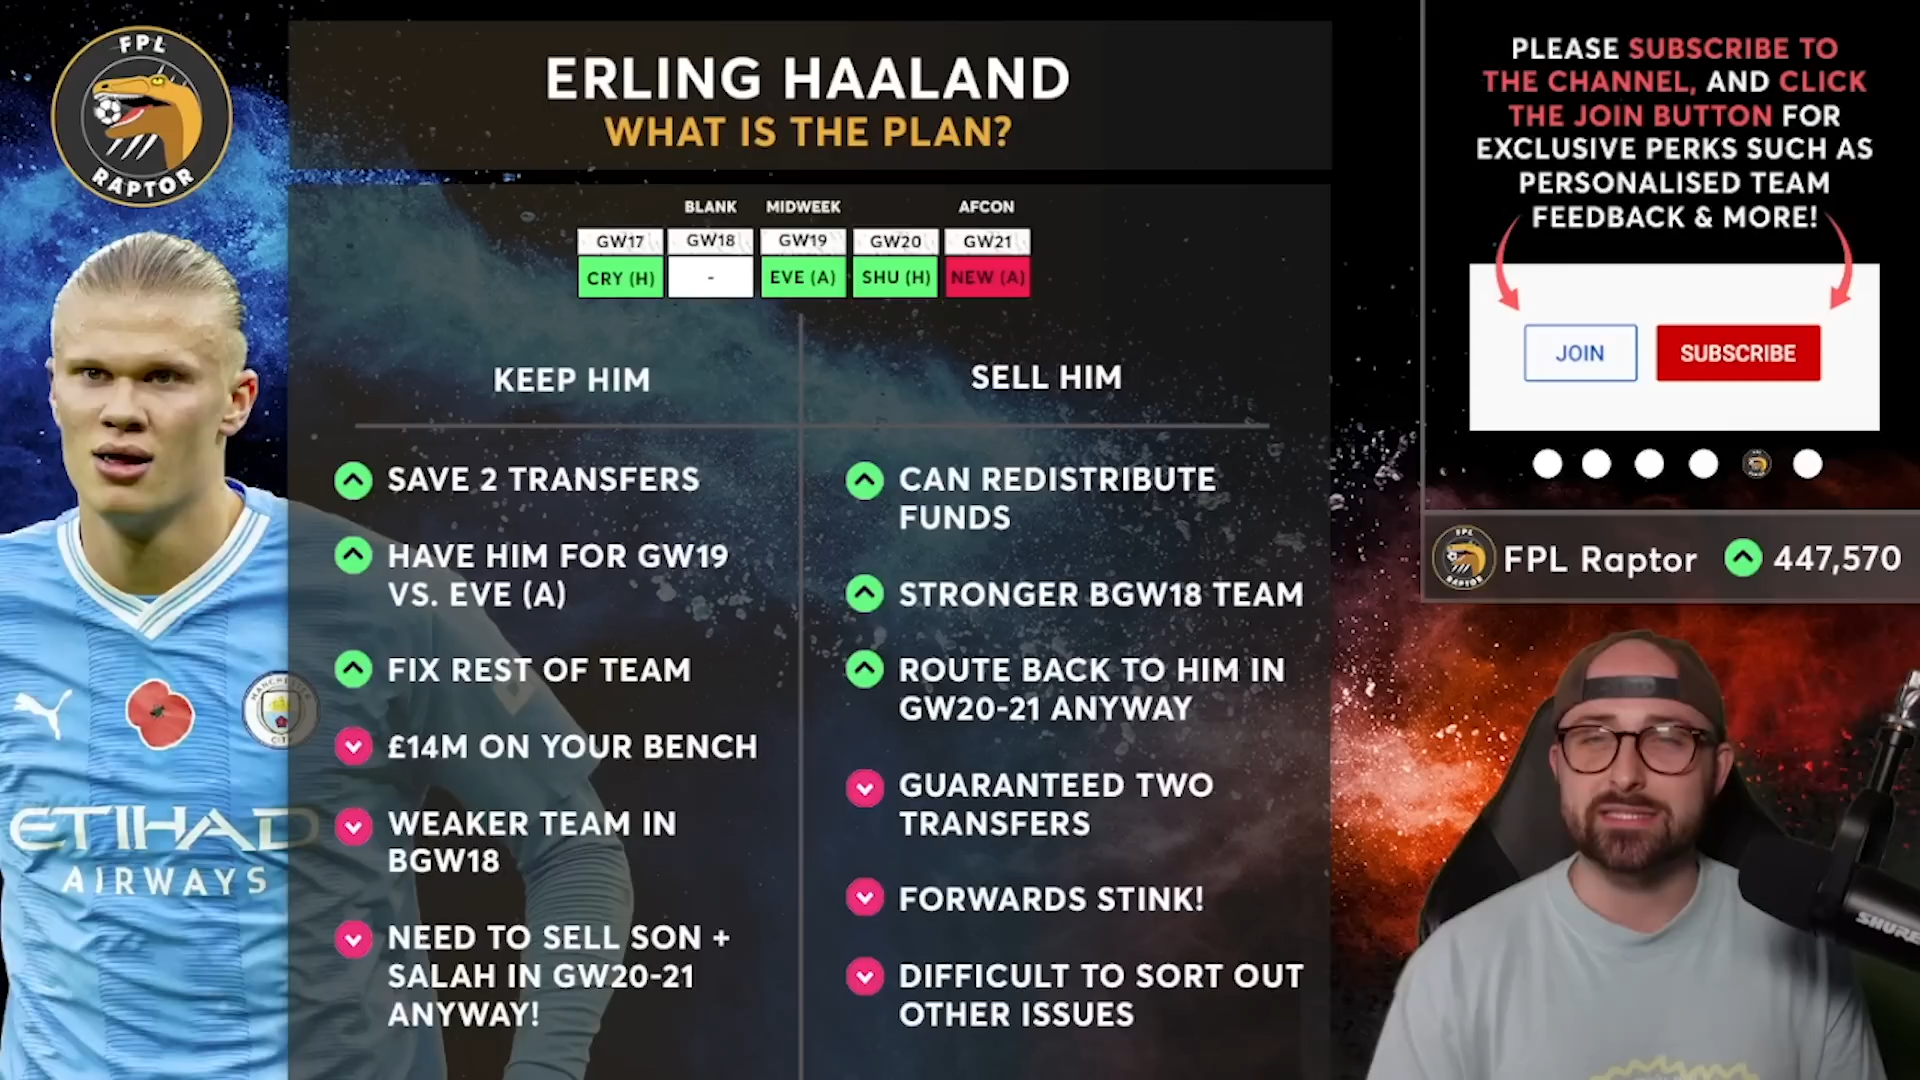 FPL
RAPTOR
ERLING HAALAND
WHAT IS THE PLAN?
BLANK MIDWEEK AFCON
GW17 GW18 GW19 GW20 GW21
CRY (H) - EVE (A) SHU (H) NEW (A)
KEEP HIM
SAVE 2 TRANSFERS
HAVE HIM FOR GW19
VS. EVE (A)
FIX REST OF TEAM
£14M ON YOUR BENCH
WEAKER TEAM IN
BGW18
NEED TO SELL SON +
SALAH IN GW20-21
ANYWAY!
SELL HIM
CAN REDISTRIBUTE
FUNDS
STRONGER BGW18 TEAM
ROUTE BACK TO HIM IN
GW20-21 ANYWAY
GUARANTEED TWO
TRANSFERS
FORWARDS STINK!
DIFFICULT TO SORT OUT
OTHER ISSUES
MANCHESTER
CITY
ETIHAD
AIRWAYS
PLEASE SUBSCRIBE TO
THE CHANNEL, AND CLICK
THE JOIN BUTTON FOR
EXCLUSIVE PERKS SUCH AS
PERSONALISED TEAM
FEEDBACK & MORE!
JOIN SUBSCRIBE
FPL
RAPTOR
FPL Raptor 447,570
SHURE